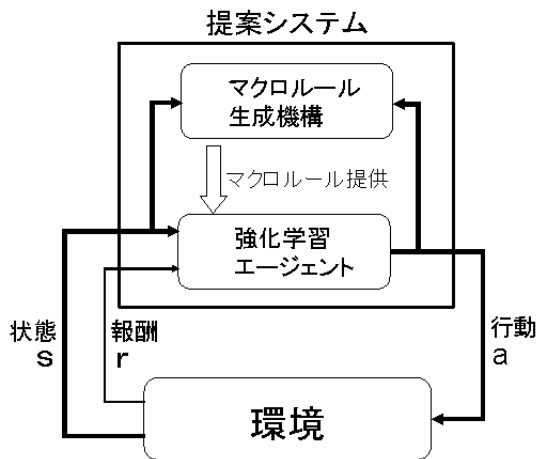 提案システム
マクロルール
生成機構
マクロルール提供
強化学習
エージェント
状態
s
報酬
r
行動
a
環境